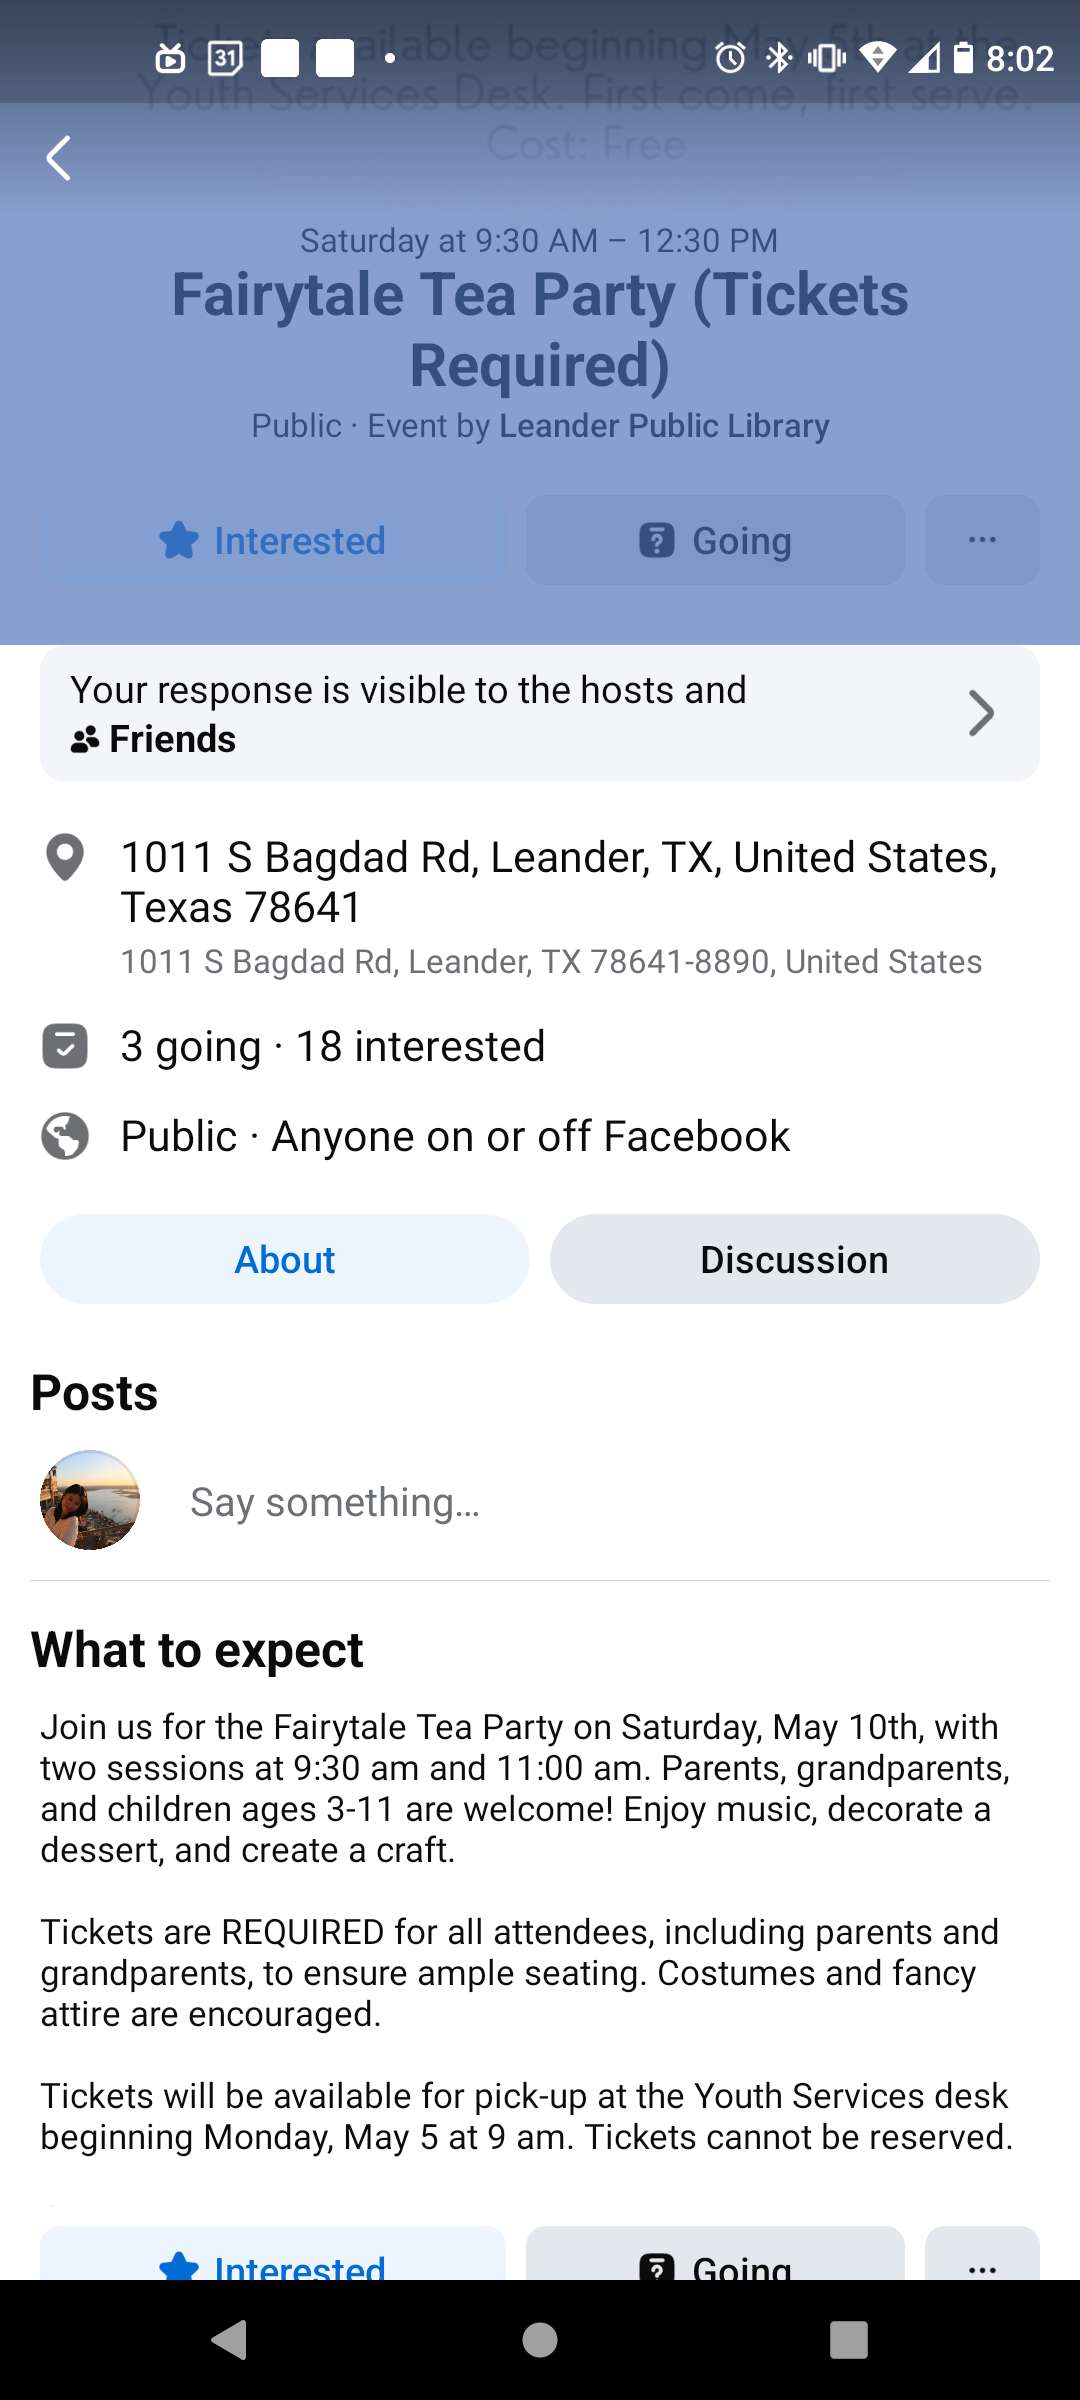 31
8:02
Tickets available beginning May 5th at the
Youth Services Desk. First come, first serve.
Cost: Free
Saturday at 9:30 AM – 12:30 PM
Fairytale Tea Party (Tickets
Required)
Public · Event by Leander Public Library
Interested
Going
Your response is visible to the hosts and
Friends
1011 S Bagdad Rd, Leander, TX, United States,
Texas 78641
1011 S Bagdad Rd, Leander, TX 78641-8890, United States
3 going · 18 interested
Public · Anyone on or off Facebook
About
Discussion
Posts
Say something...
What to expect
Join us for the Fairytale Tea Party on Saturday, May 10th, with
two sessions at 9:30 am and 11:00 am. Parents, grandparents,
and children ages 3-11 are welcome! Enjoy music, decorate a
dessert, and create a craft.
Tickets are REQUIRED for all attendees, including parents and
grandparents, to ensure ample seating. Costumes and fancy
attire are encouraged.
Tickets will be available for pick-up at the Youth Services desk
beginning Monday, May 5 at 9 am. Tickets cannot be reserved.
Interested
Going